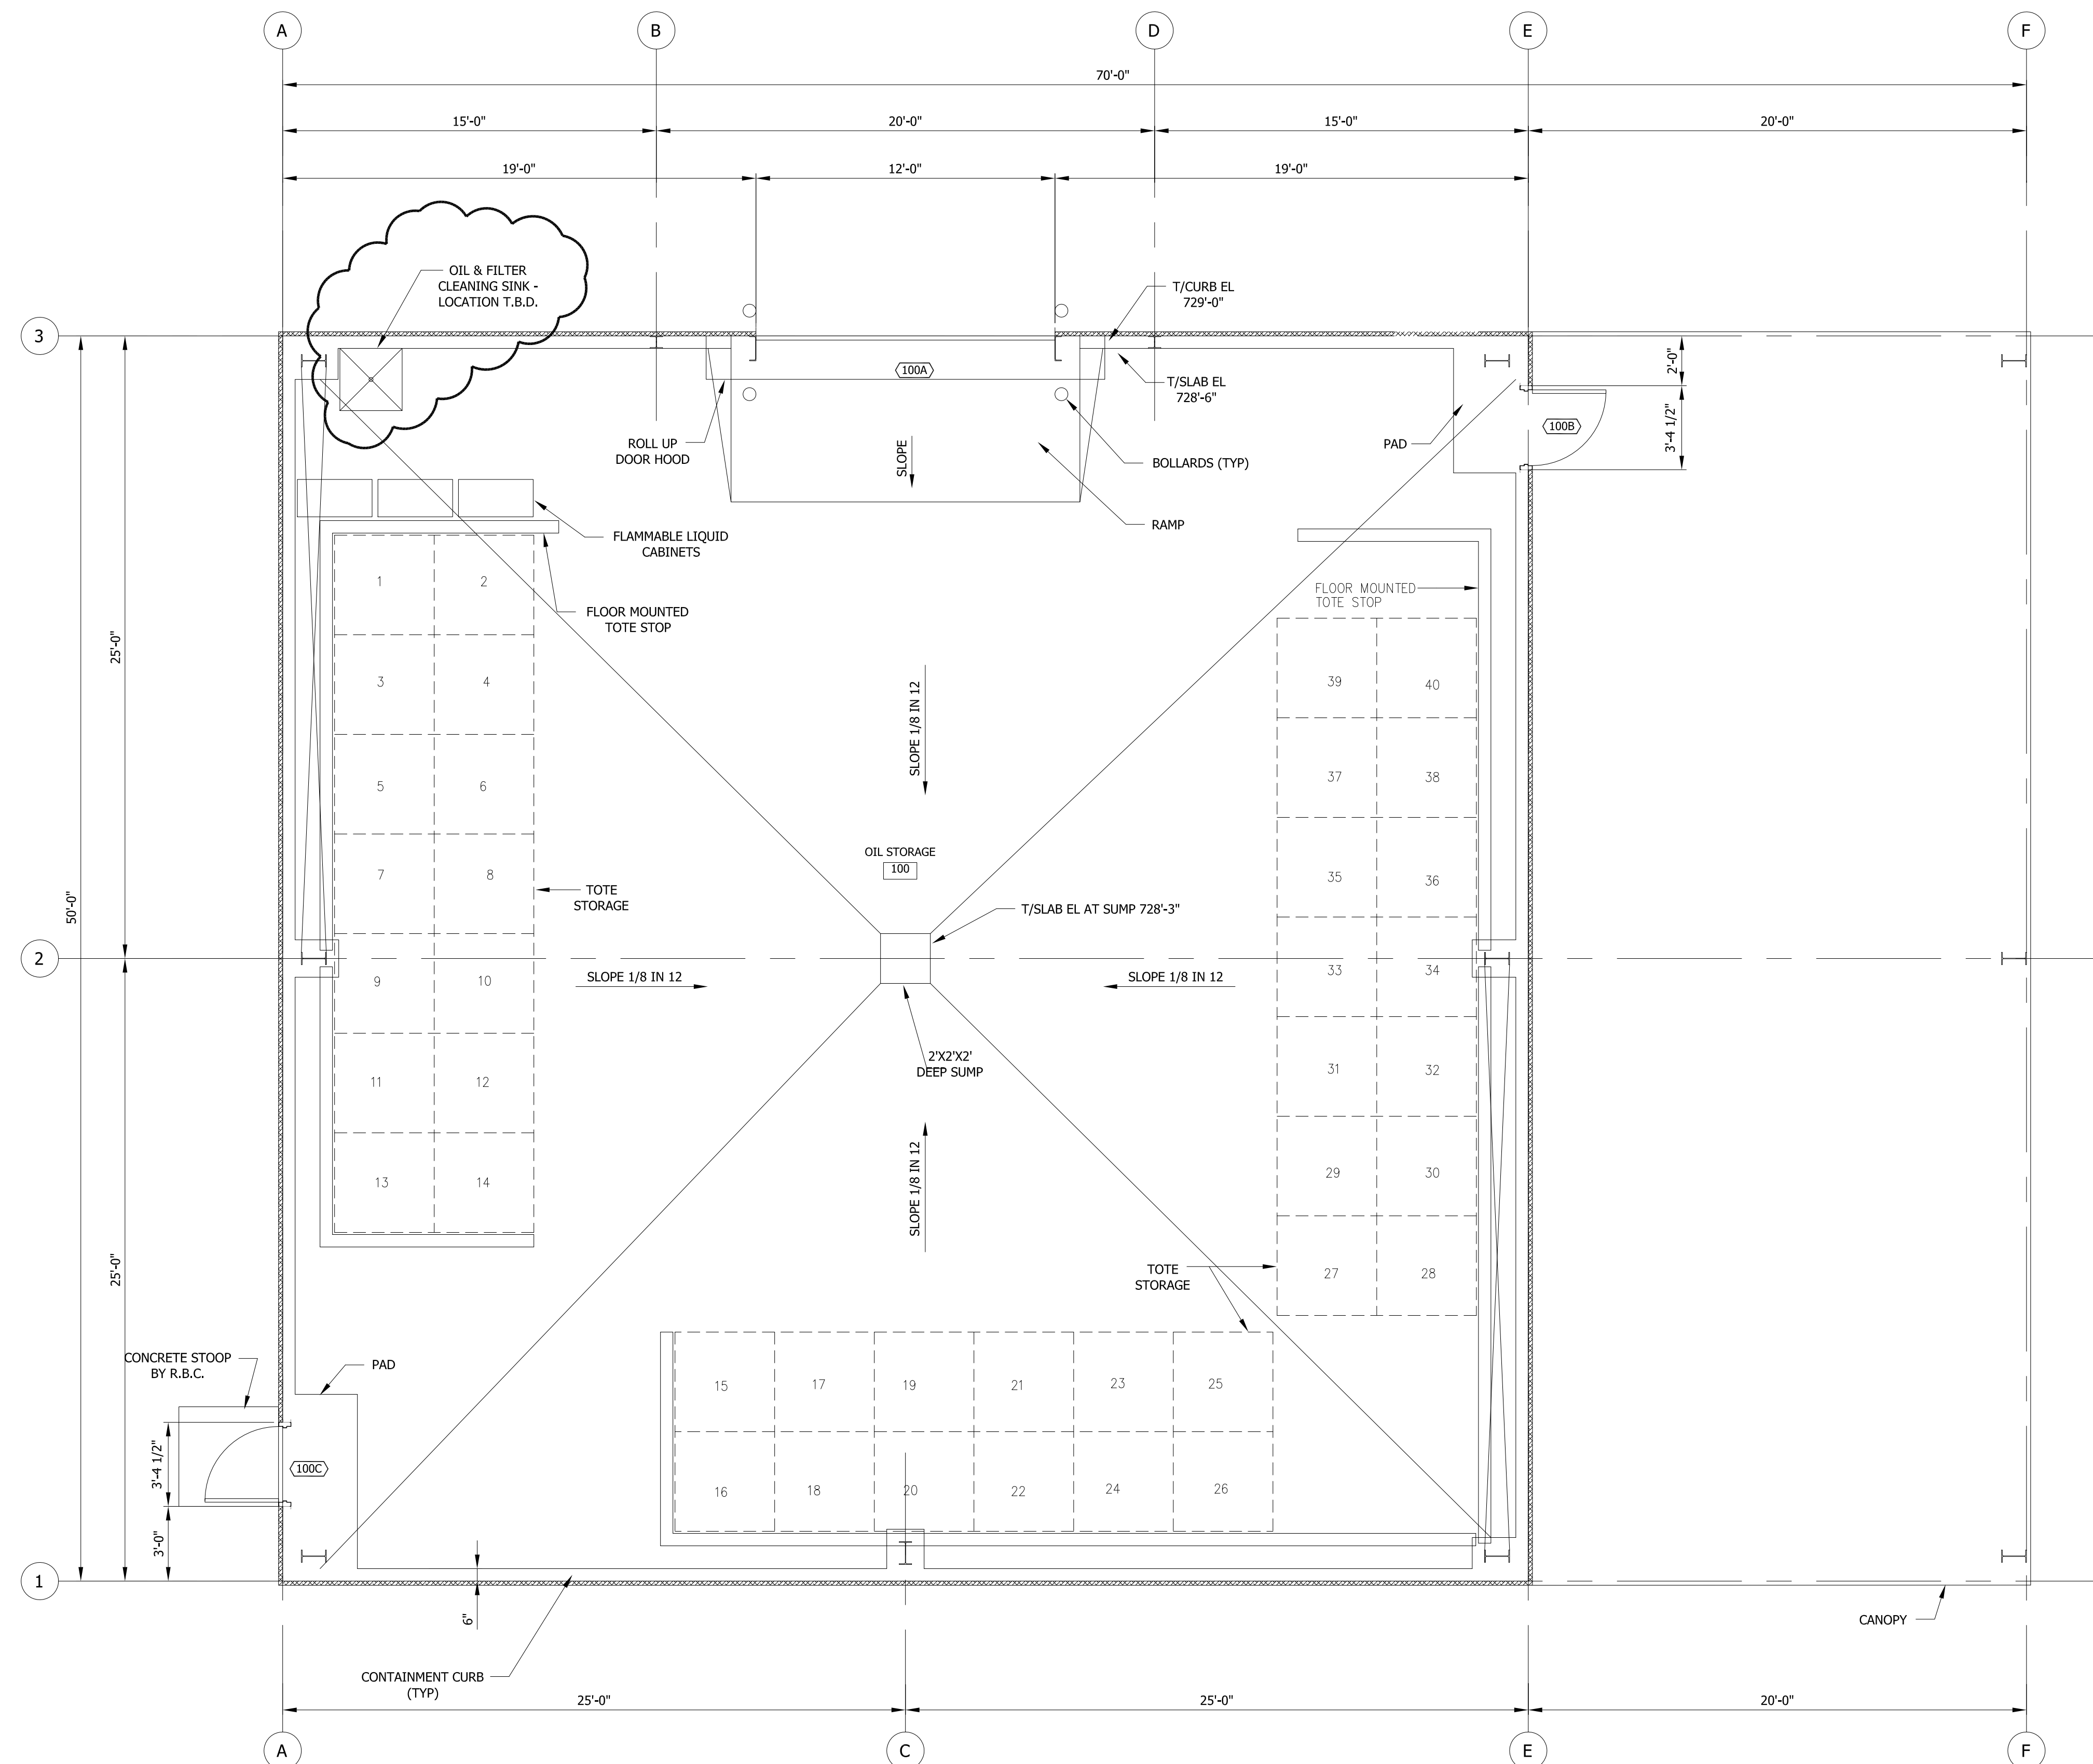 A
B
D
E
F
70'-0"
15'-0"
20'-0"
15'-0"
20'-0"
19'-0"
12'-0"
19'-0"
OIL & FILTER
CLEANING SINK -
LOCATION T.B.D.
T/CURB EL
729'-0"
3
100A
T/SLAB EL
728'-6"
2'-0"
3'-4 1/2"
100B
ROLL UP
DOOR HOOD
SLOPE
BOLLARDS (TYP)
PAD
RAMP
FLAMMABLE LIQUID
CABINETS
FLOOR MOUNTED
TOTE STOP
FLOOR MOUNTED
TOTE STOP
1
2
3
4
5
6
7
8
9
10
11
12
13
14
25'-0"
50'-0"
25'-0"
SLOPE 1/8 IN 12
39
40
37
38
35
36
33
34
31
32
29
30
27
28
OIL STORAGE
100
TOTE
STORAGE
T/SLAB EL AT SUMP 728'-3"
2
SLOPE 1/8 IN 12
SLOPE 1/8 IN 12
2'X2'X2'
DEEP SUMP
SLOPE 1/8 IN 12
TOTE
STORAGE
CONCRETE STOOP
BY R.B.C.
PAD
15
17
19
21
23
25
16
18
20
22
24
26
3'-4 1/2"
100C
3'-0"
1
6"
CANOPY
CONTAINMENT CURB
(TYP)
25'-0"
25'-0"
20'-0"
A
C
E
F